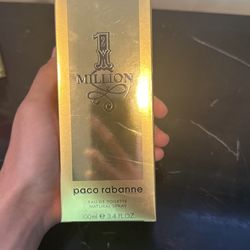 1
MILLION
paco rabanne
EAU DE TOILETTE
NATURAL SPRAY
100ml ℮ 3.4 FL.OZ